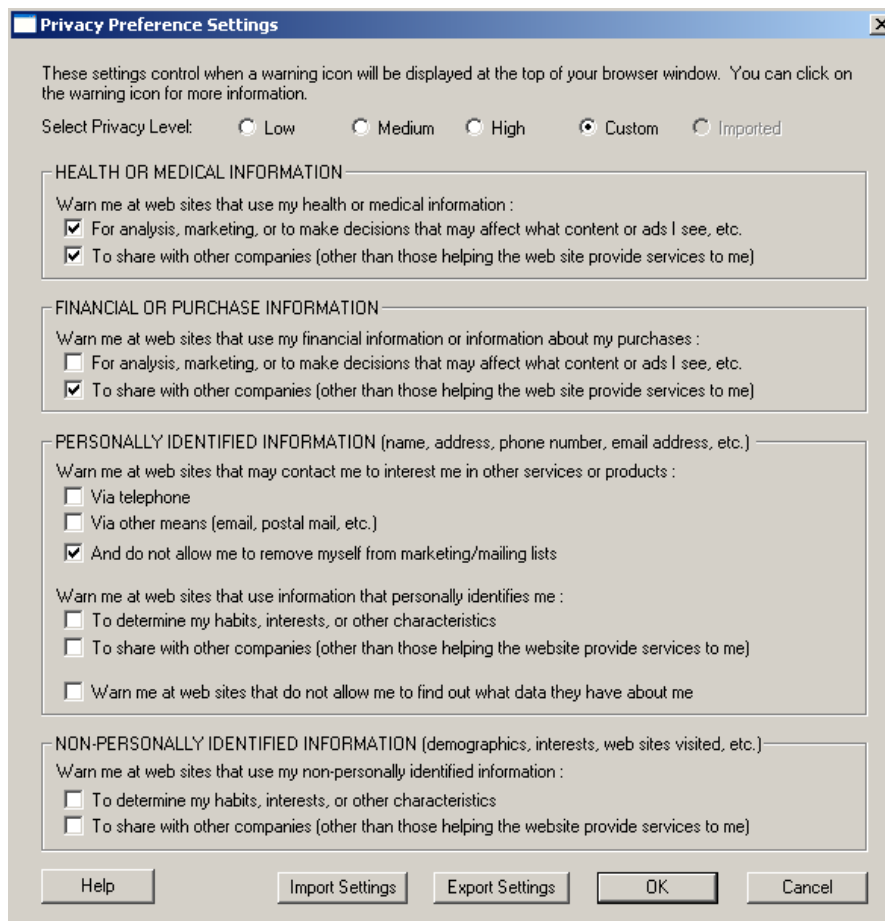 Privacy Preference Settings
These settings control when a warning icon will be displayed at the top of your browser window. You can click on
the warning icon for more information.
Select Privacy Level: Low Medium High Custom Imported
HEALTH OR MEDICAL INFORMATION
Warn me at web sites that use my health or medical information :
For analysis, marketing, or to make decisions that may affect what content or ads I see, etc.
To share with other companies (other than those helping the web site provide services to me)
FINANCIAL OR PURCHASE INFORMATION
Warn me at web sites that use my financial information or information about my purchases :
For analysis, marketing, or to make decisions that may affect what content or ads I see, etc.
To share with other companies (other than those helping the web site provide services to me)
PERSONALLY IDENTIFIED INFORMATION (name, address, phone number, email address, etc.)
Warn me at web sites that may contact me to interest me in other services or products :
Via telephone
Via other means (email, postal mail, etc.)
And do not allow me to remove myself from marketing/mailing lists
Warn me at web sites that use information that personally identifies me :
To determine my habits, interests, or other characteristics
To share with other companies (other than those helping the website provide services to me)
Warn me at web sites that do not allow me to find out what data they have about me
NON-PERSONALLY IDENTIFIED INFORMATION (demographics, interests, web sites visited, etc.)
Warn me at web sites that use my non-personally identified information :
To determine my habits, interests, or other characteristics
To share with other companies (other than those helping the website provide services to me)
Help Import Settings Export Settings OK Cancel